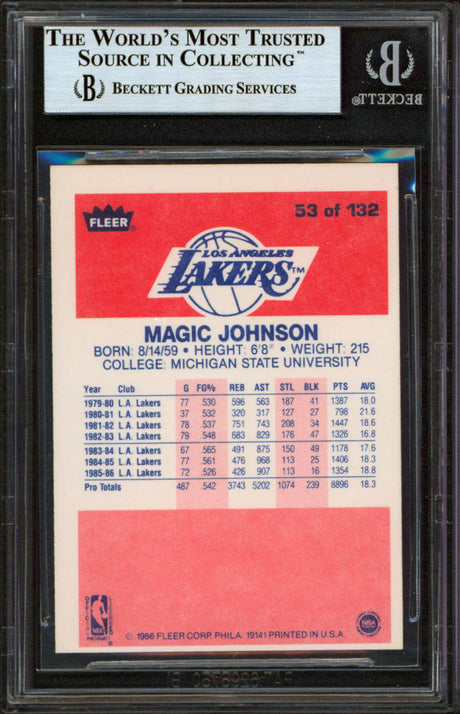 THE WORLD'S MOST TRUSTED
SOURCE IN COLLECTING™
B BECKETT GRADING SERVICES
B
BECKETT®
FLEER
53 of 132
LOS ANGELES
LAKERS™
MAGIC JOHNSON
BORN: 8/14/59 • HEIGHT: 6'8" • WEIGHT: 215
COLLEGE: MICHIGAN STATE UNIVERSITY
Year Club G FG% REB AST STL BLK PTS AVG
1979-80 L.A. Lakers 77 .530 596 563 187 41 1387 18.0
1980-81 L.A. Lakers 37 .532 320 317 127 27 798 21.6
1981-82 L.A. Lakers 78 .537 751 743 208 34 1447 18.6
1982-83 L.A. Lakers 79 .548 683 829 176 47 1326 16.8
1983-84 L.A. Lakers 67 .565 491 875 150 49 1178 17.6
1984-85 L.A. Lakers 77 .561 476 968 113 25 1406 18.3
1985-86 L.A. Lakers 72 .526 426 907 113 16 1354 18.8
Pro Totals 487 .542 3743 5202 1074 239 8896 18.3
OFFICIAL
NBA
PRODUCT
NBA
© 1986 FLEER CORP. PHILA. 19141 PRINTED IN U.S.A.